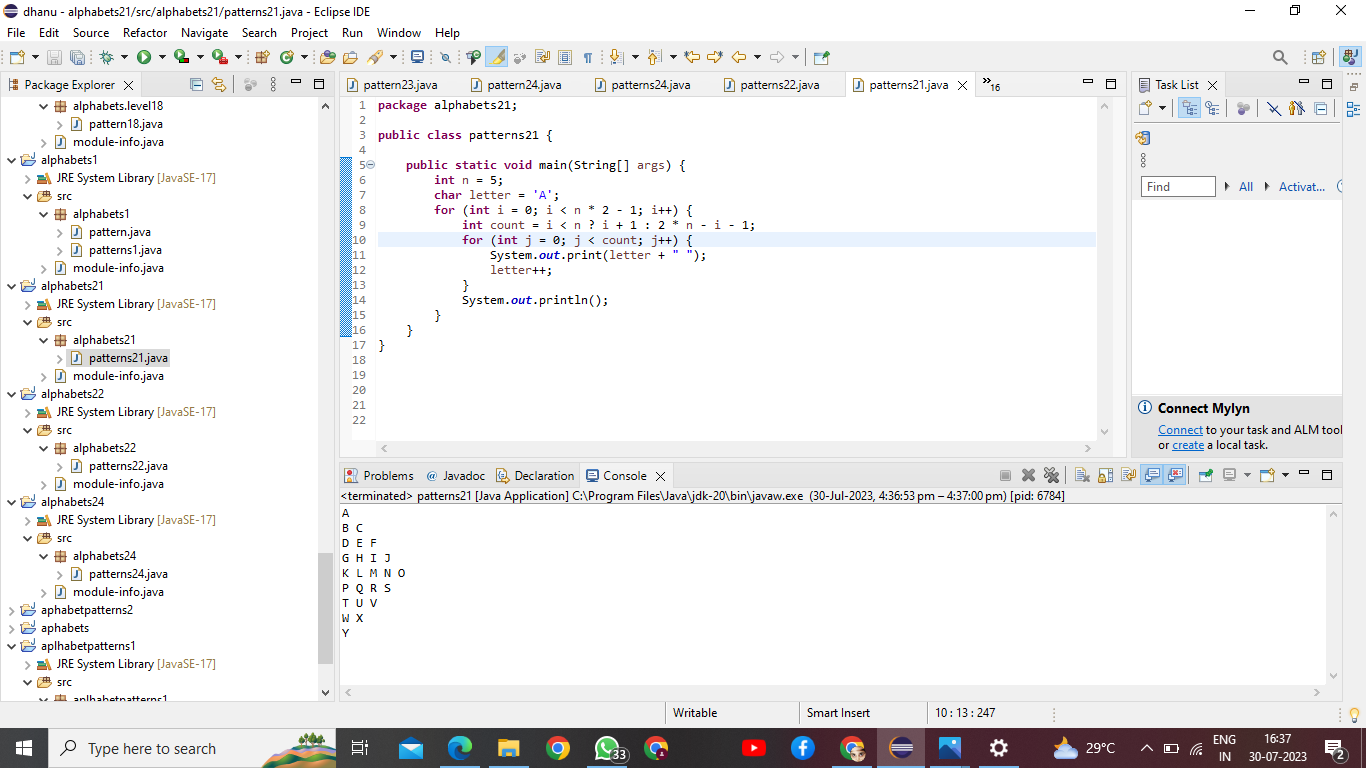 dhanu - alphabets21/src/alphabets21/patterns21.java - Eclipse IDE
File Edit Source Refactor Navigate Search Project Run Window Help
Package Explorer
alphabets.level18
pattern18.java
module-info.java
alphabets1
JRE System Library [JavaSE-17]
src
alphabets1
pattern.java
patterns1.java
module-info.java
alphabets21
JRE System Library [JavaSE-17]
src
alphabets21
patterns21.java
module-info.java
alphabets22
JRE System Library [JavaSE-17]
src
alphabets22
patterns22.java
module-info.java
alphabets24
JRE System Library [JavaSE-17]
src
alphabets24
patterns24.java
module-info.java
aphabetpatterns2
aphabets
aplhabetpatterns1
JRE System Library [JavaSE-17]
src
aplhabetpatterns1
pattern23.java pattern24.java patterns24.java patterns22.java patterns21.java »16
1 package alphabets21;
2
3 public class patterns21 {
4
5 public static void main(String[] args) {
6 int n = 5;
7 char letter = 'A';
8 for (int i = 0; i < n * 2 - 1; i++) {
9 int count = i < n ? i + 1 : 2 * n - i - 1;
10 for (int j = 0; j < count; j++) {
11 System.out.print(letter + " ");
12 letter++;
13 }
14 System.out.println();
15 }
16 }
17 }
18
19
20
21
22
Task List
Find All Activat...
Connect Mylyn
Connect to your task and ALM tool
or create a local task.
Problems @ Javadoc Declaration Console
<terminated> patterns21 [Java Application] C:\Program Files\Java\jdk-20\bin\javaw.exe (30-Jul-2023, 4:36:53 pm – 4:37:00 pm) [pid: 6784]
A
B C
D E F
G H I J
K L M N O
P Q R S
T U V
W X
Y
Writable Smart Insert 10 : 13 : 247
Type here to search
33
29°C
ENG
IN
16:37
30-07-2023
2